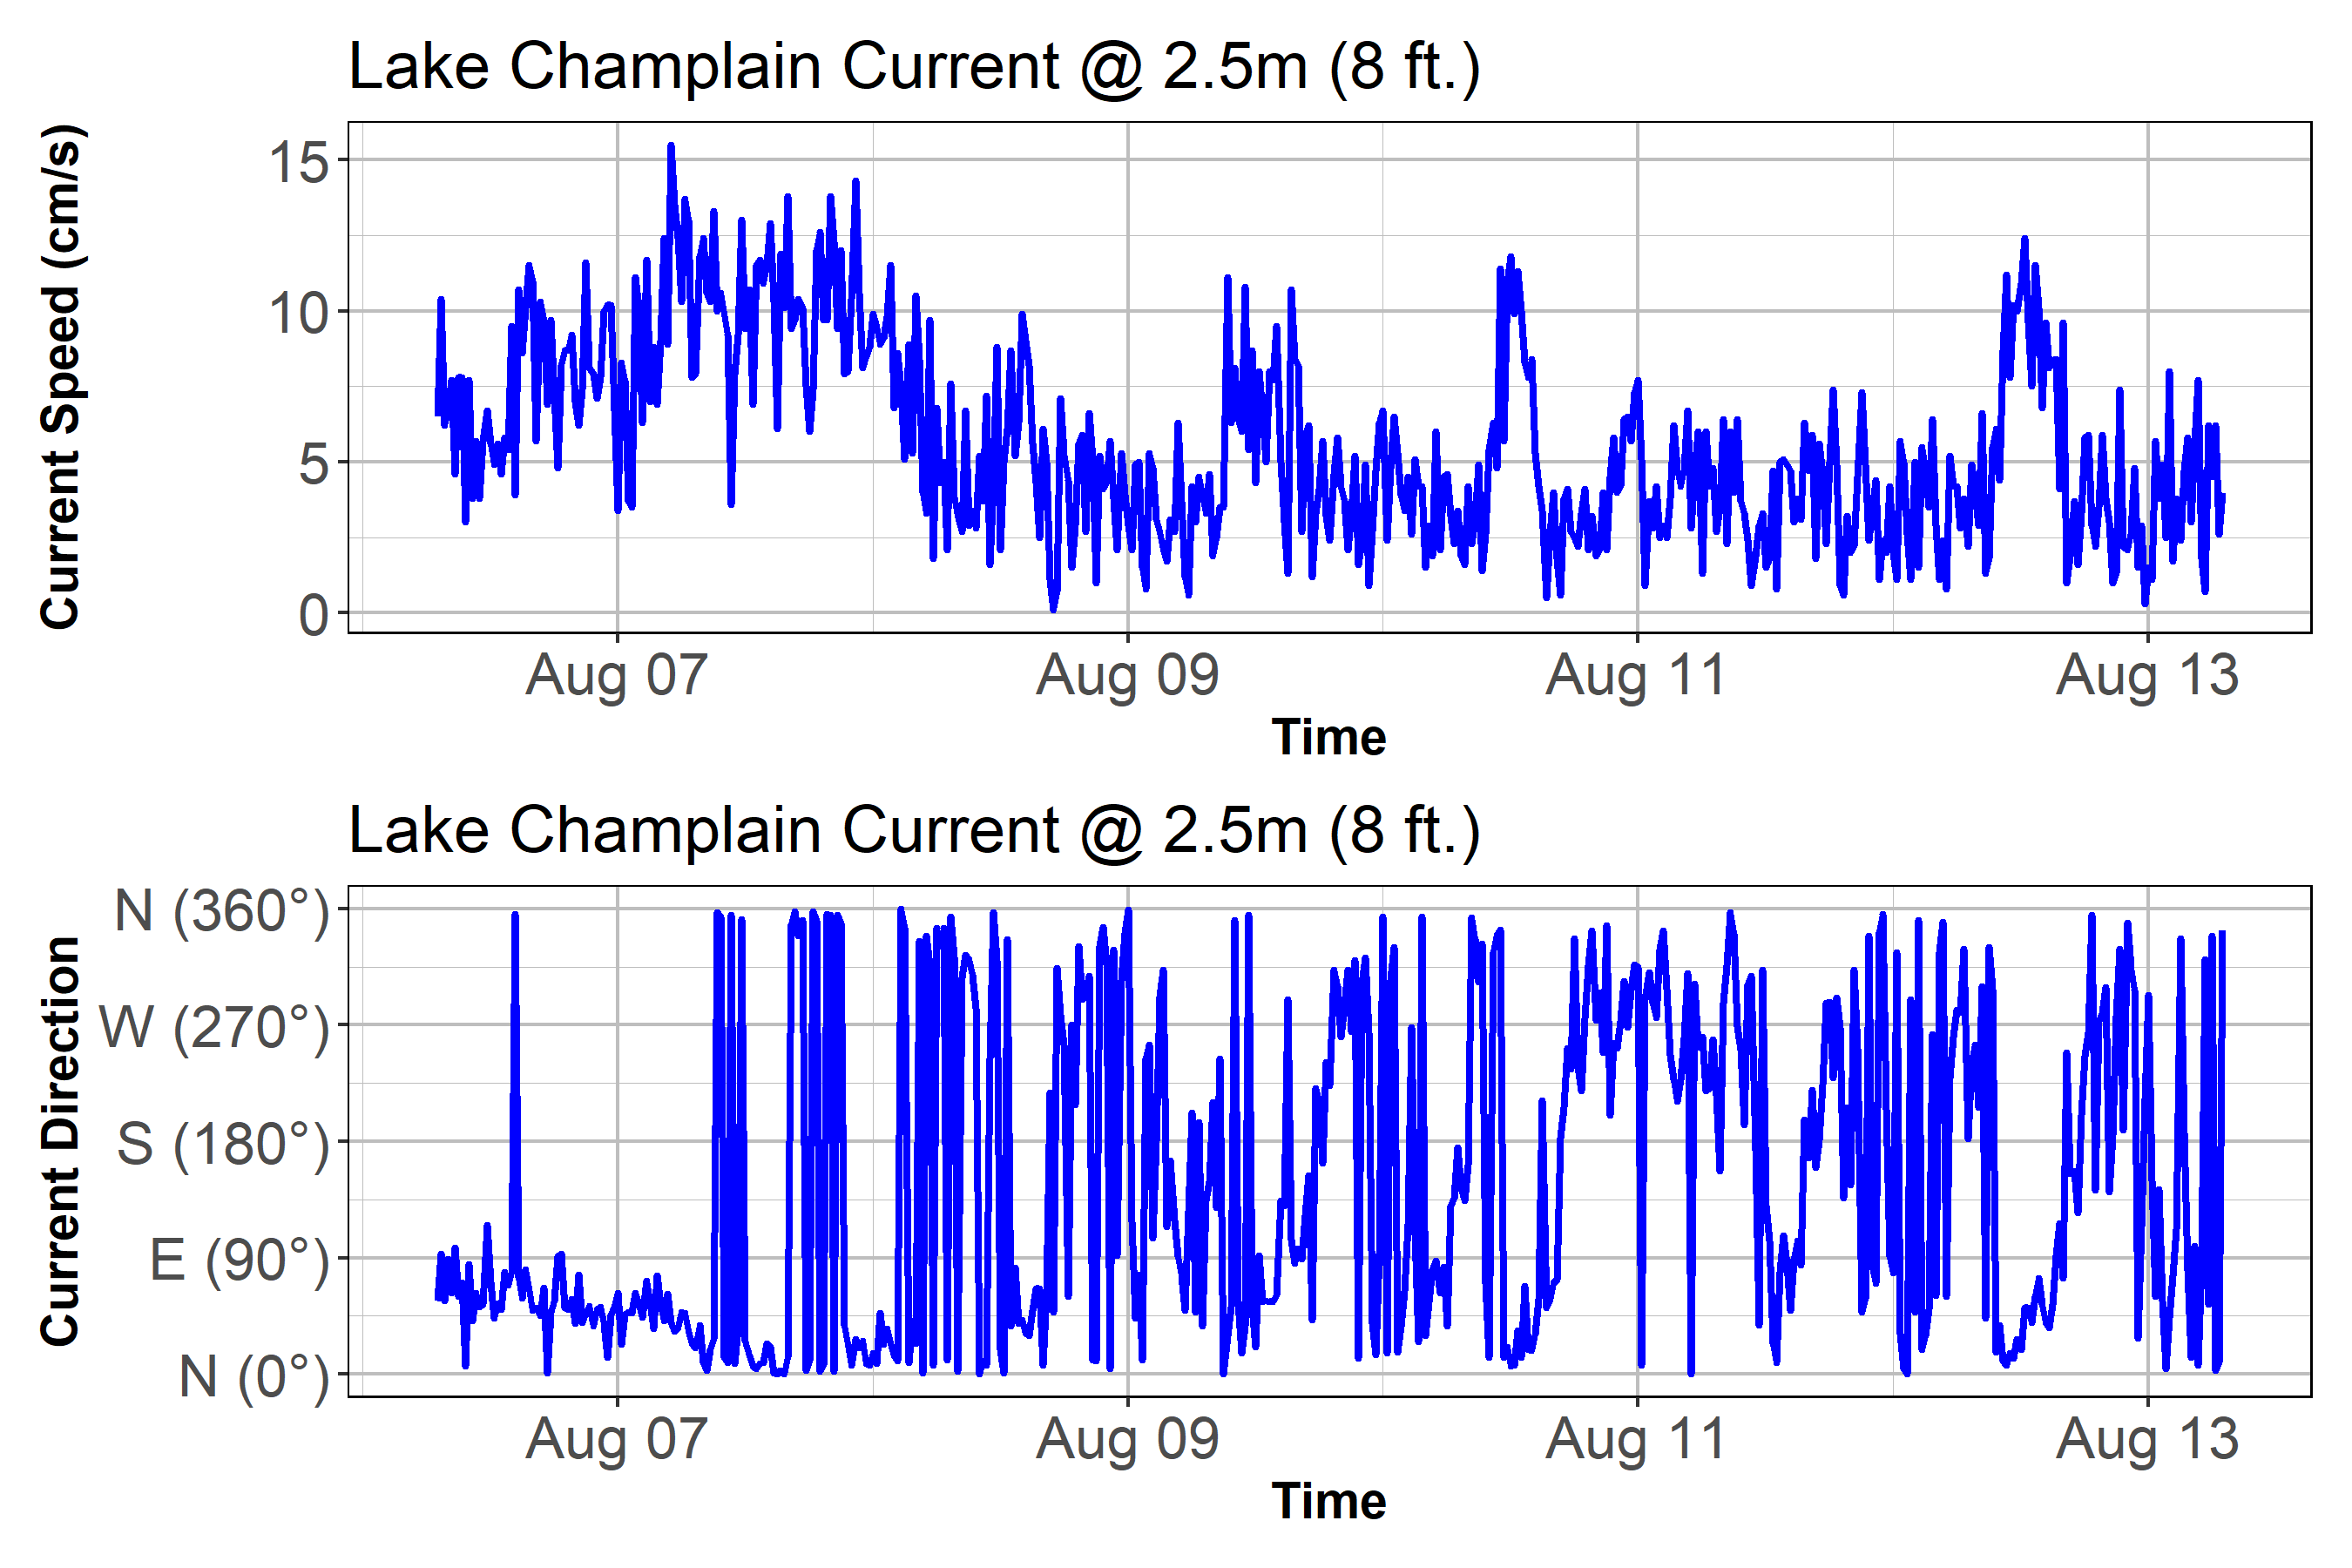 Lake Champlain Current @ 2.5m (8 ft.)
Current Speed (cm/s)
15
10
5
0
Aug 07 Aug 09 Aug 11 Aug 13
Time
Lake Champlain Current @ 2.5m (8 ft.)
Current Direction
N (360°)
W (270°)
S (180°)
E (90°)
N (0°)
Aug 07 Aug 09 Aug 11 Aug 13
Time